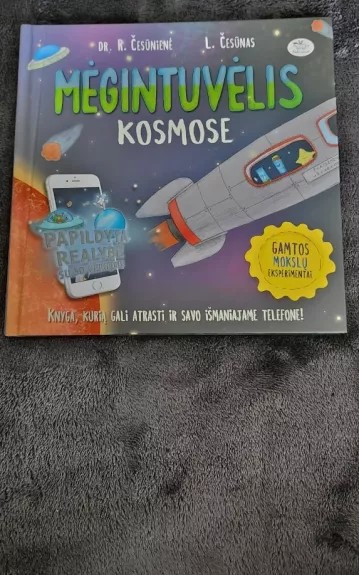 DR. R. ČESŪNIENĖ L. ČESŪNAS
MĖGINTUVĖLIS
KOSMOSE
PAPILDYTA
REALYBĖ
GAMTOS
MOKSLŲ
EKSPERIMENTAI
KNYGA, KURIĄ GALI ATRASTI IR SAVO IŠMANIAJAME TELEFONE!